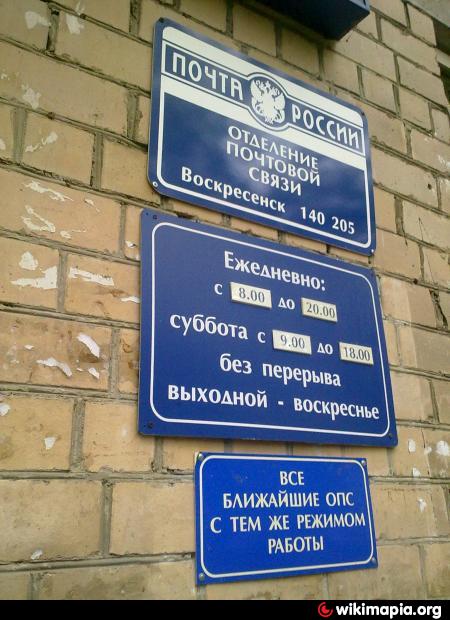 ПОЧТА РОССИИ
ОТДЕЛЕНИЕ
ПОЧТОВОЙ
СВЯЗИ
Воскресенск 140 205
Ежедневно:
с 8.00 до 20.00
суббота с 9.00 до 18.00
без перерыва
выходной - воскреснье
ВСЕ
БЛИЖАЙШИЕ ОПС
С ТЕМ ЖЕ РЕЖИМОМ
РАБОТЫ
wikimapia.org